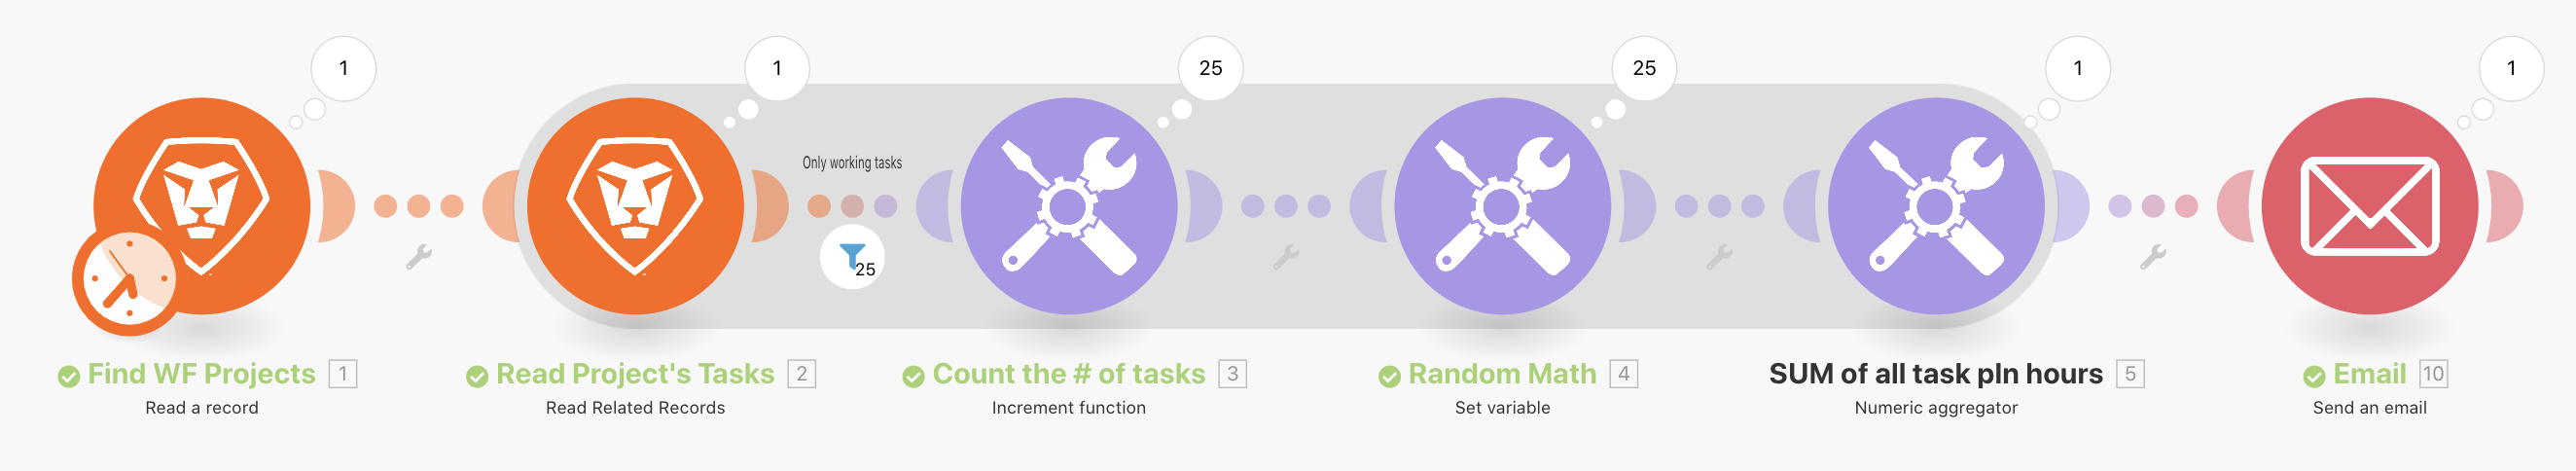 1
1
25
25
1
1
Only working tasks
25
Find WF Projects 1
Read a record
Read Project's Tasks 2
Read Related Records
Count the # of tasks 3
Increment function
Random Math 4
Set variable
SUM of all task pln hours 5
Numeric aggregator
Email 10
Send an email